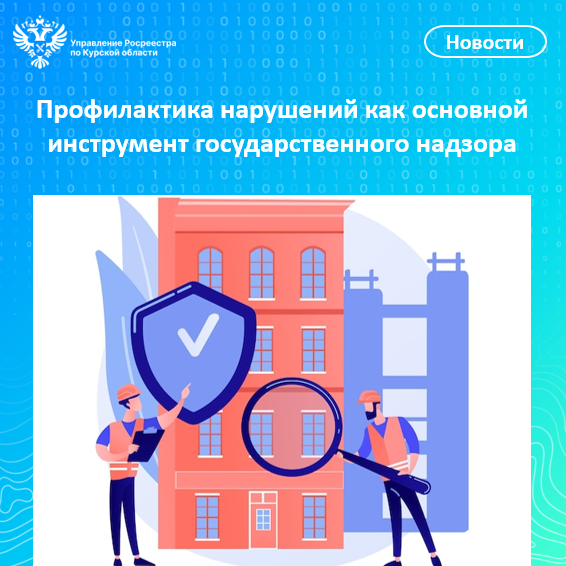 Управление Росреестра
по Курской области
Новости
Профилактика нарушений как основной
инструмент государственного надзора